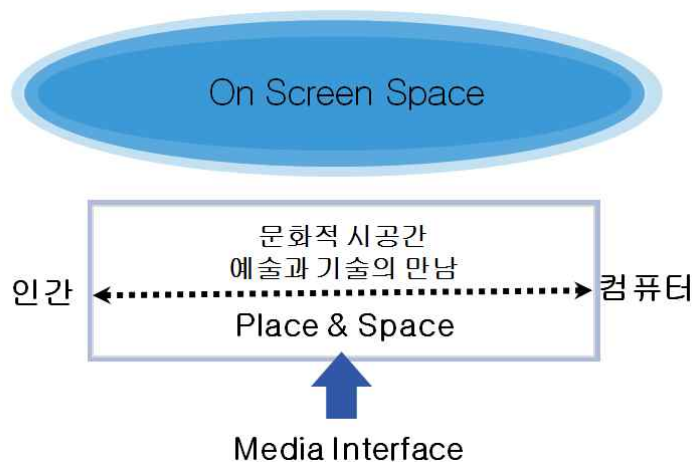 On Screen Space
문화적 시공간
예술과 기술의 만남
인간
컴퓨터
Place & Space
Media Interface